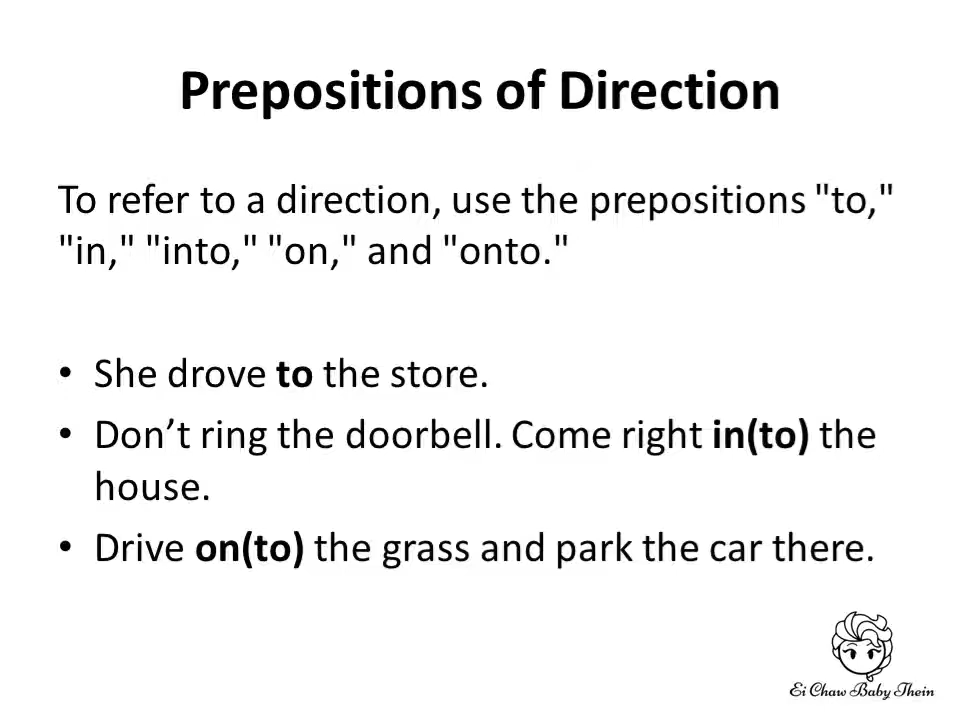 Prepositions of Direction
To refer to a direction, use the prepositions "to,"
"in," "into," "on," and "onto."
• She drove to the store.
• Don’t ring the doorbell. Come right in(to) the
house.
• Drive on(to) the grass and park the car there.
Ei Chaw Baby Thein